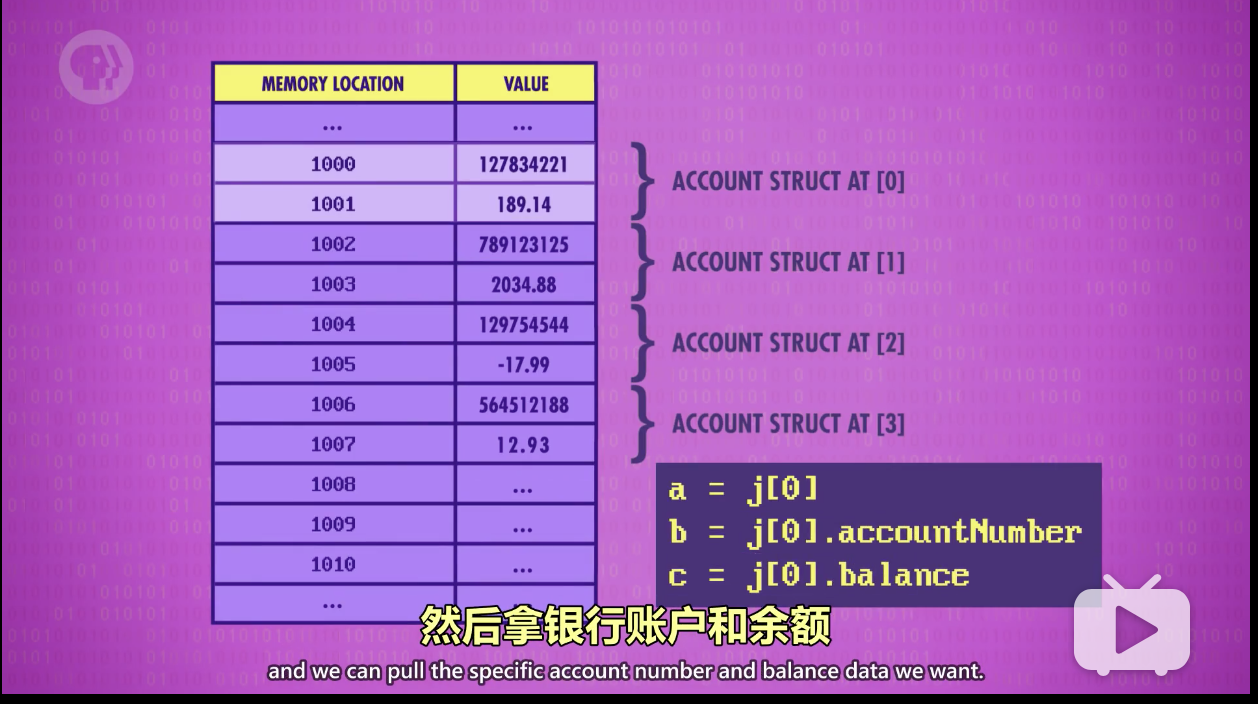 MEMORY LOCATION VALUE
... ...
1000 127834221
1001 189.14
ACCOUNT STRUCT AT [0]
1002 789123125
1003 2034.88
ACCOUNT STRUCT AT [1]
1004 129754544
1005 -17.99
ACCOUNT STRUCT AT [2]
1006 564512188
1007 12.93
ACCOUNT STRUCT AT [3]
1008 ...
1009 ...
1010 ...
...
a = j[0]
b = j[0].accountNumber
c = j[0].balance
然后拿银行账户和余额
and we can pull the specific account number and balance data we want.